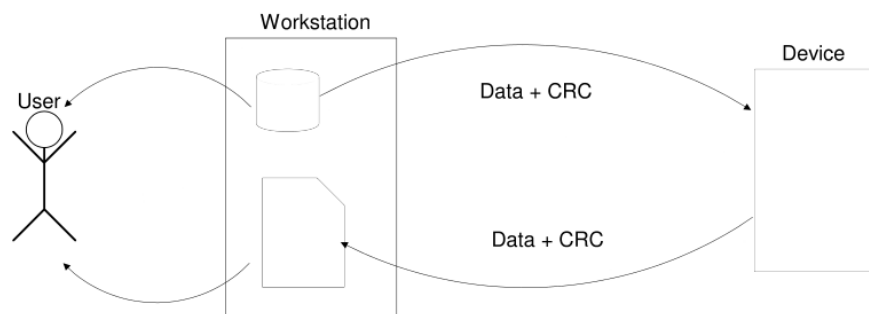 Workstation
Device
User
Data + CRC
Data + CRC